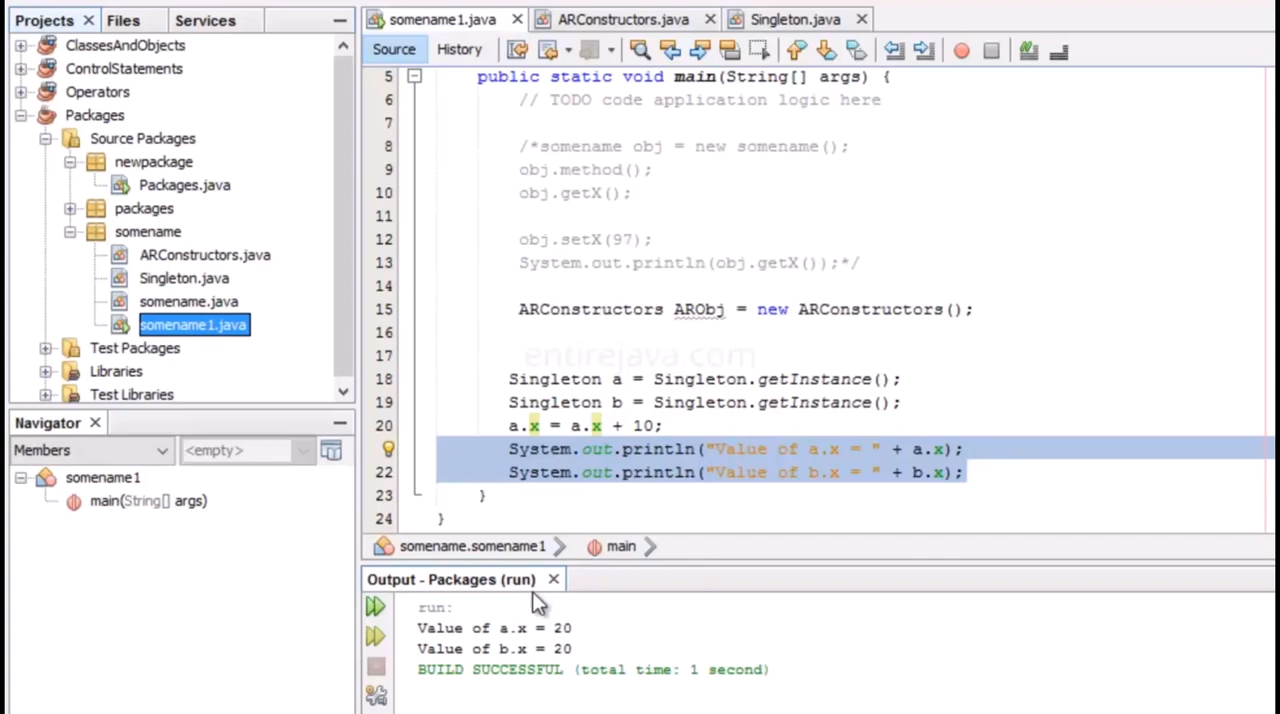 Projects Files Services
ClassesAndObjects
ControlStatements
Operators
Packages
Source Packages
newpackage
Packages.java
packages
somename
ARConstructors.java
Singleton.java
somename.java
somename1.java
Test Packages
Libraries
Test Libraries
Navigator
Members <empty>
somename1
main(String[] args)
somename1.java ARConstructors.java Singleton.java
Source History
5 public static void main(String[] args) {
6 // TODO code application logic here
7
8 /*somename obj = new somename();
9 obj.method();
10 obj.getX();
11
12 obj.setX(97);
13 System.out.println(obj.getX());*/
14
15 ARConstructors ARObj = new ARConstructors();
16
17
entirejava.com
18 Singleton a = Singleton.getInstance();
19 Singleton b = Singleton.getInstance();
20 a.x = a.x + 10;
System.out.println("Value of a.x = " + a.x);
22 System.out.println("Value of b.x = " + b.x);
23 }
24 }
somename.somename1 main
Output - Packages (run)
run:
Value of a.x = 20
Value of b.x = 20
BUILD SUCCESSFUL (total time: 1 second)